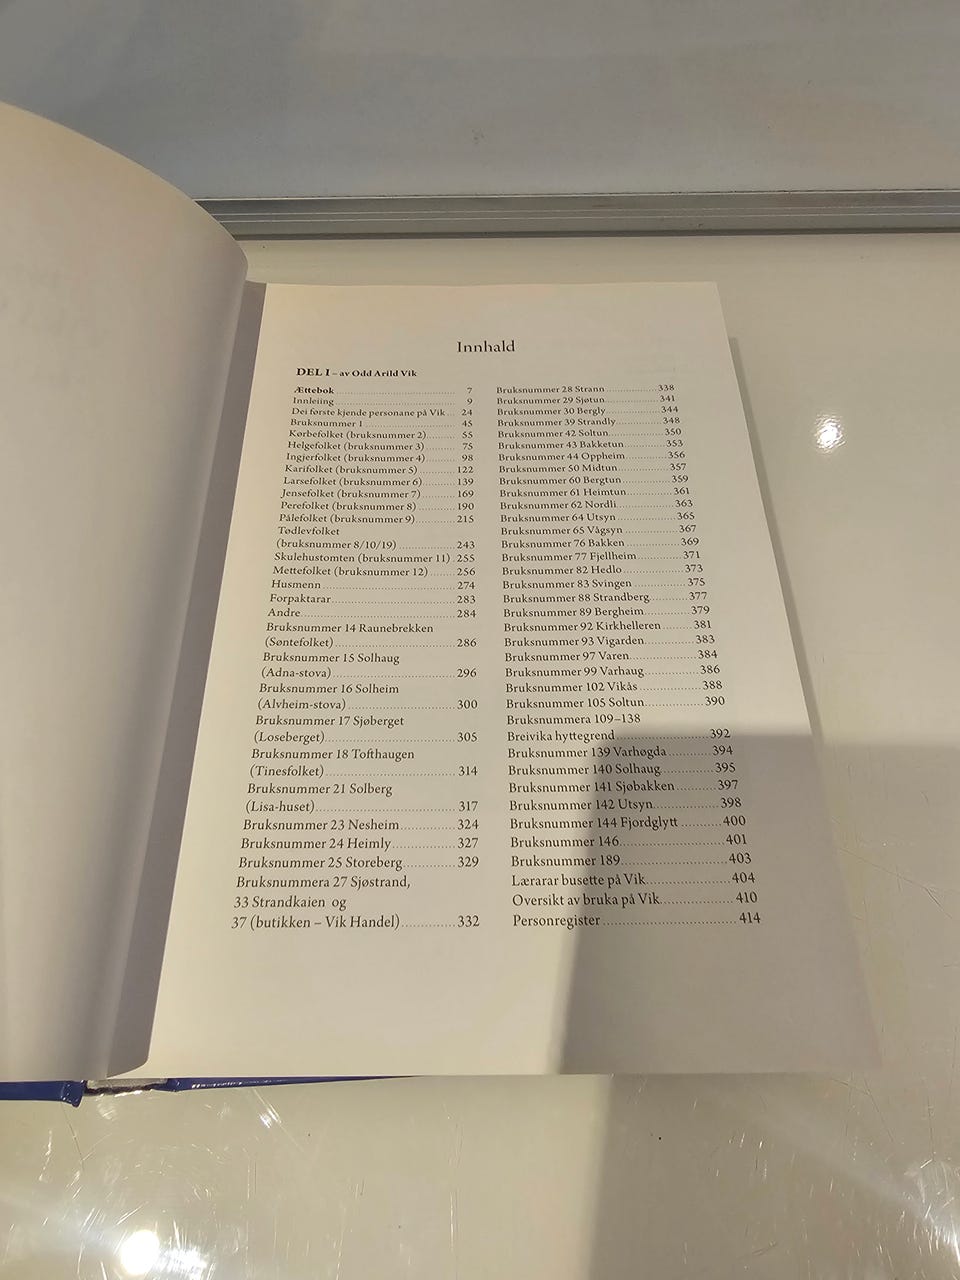 Innhald
DEL I – av Odd Arild Vik
Ættebok 7
Innleiing 9
Dei første kjende personane på Vik 24
Bruksnummer 1 45
Kørbefolket (bruksnummer 2) 55
Helgefolket (bruksnummer 3) 75
Ingjerfolket (bruksnummer 4) 98
Karifolket (bruksnummer 5) 122
Larsefolket (bruksnummer 6) 139
Jensefolket (bruksnummer 7) 169
Perefolket (bruksnummer 8) 190
Pålefolket (bruksnummer 9) 215
Tødlevfolket
(bruksnummer 8/10/19) 243
Skulehustomten (bruksnummer 11) 255
Mettefolket (bruksnummer 12) 256
Husmenn 274
Forpaktarar 283
Andre 284
Bruksnummer 14 Raunebrekken
(Søntefolket) 286
Bruksnummer 15 Solhaug
(Adna-stova) 296
Bruksnummer 16 Solheim
(Alvheim-stova) 300
Bruksnummer 17 Sjøberget
(Loseberget) 305
Bruksnummer 18 Tofthaugen
(Tinesfolket) 314
Bruksnummer 21 Solberg
(Lisa-huset) 317
Bruksnummer 23 Nesheim 324
Bruksnummer 24 Heimly 327
Bruksnummer 25 Storeberg 329
Bruksnummera 27 Sjøstrand,
33 Strandkaien og
37 (butikken – Vik Handel) 332
Bruksnummer 28 Strann 338
Bruksnummer 29 Sjøtun 341
Bruksnummer 30 Bergly 344
Bruksnummer 39 Strandly 348
Bruksnummer 42 Soltun 350
Bruksnummer 43 Bakketun 353
Bruksnummer 44 Oppheim 356
Bruksnummer 50 Midtun 357
Bruksnummer 60 Bergtun 359
Bruksnummer 61 Heimtun 361
Bruksnummer 62 Nordli 363
Bruksnummer 64 Utsyn 365
Bruksnummer 65 Vågsyn 367
Bruksnummer 76 Bakken 369
Bruksnummer 77 Fjellheim 371
Bruksnummer 82 Hedlo 373
Bruksnummer 83 Svingen 375
Bruksnummer 88 Strandberg 377
Bruksnummer 89 Bergheim 379
Bruksnummer 92 Kirkhelleren 381
Bruksnummer 93 Vigarden 383
Bruksnummer 97 Varen 384
Bruksnummer 99 Varhaug 386
Bruksnummer 102 Vikås 388
Bruksnummer 105 Soltun 390
Bruksnummera 109–138
Breivika hyttegrend 392
Bruksnummer 139 Varhøgda 394
Bruksnummer 140 Solhaug 395
Bruksnummer 141 Sjøbakken 397
Bruksnummer 142 Utsyn 398
Bruksnummer 144 Fjordglytt 400
Bruksnummer 146 401
Bruksnummer 189 403
Lærarar busette på Vik 404
Oversikt av bruka på Vik 410
Personregister 414